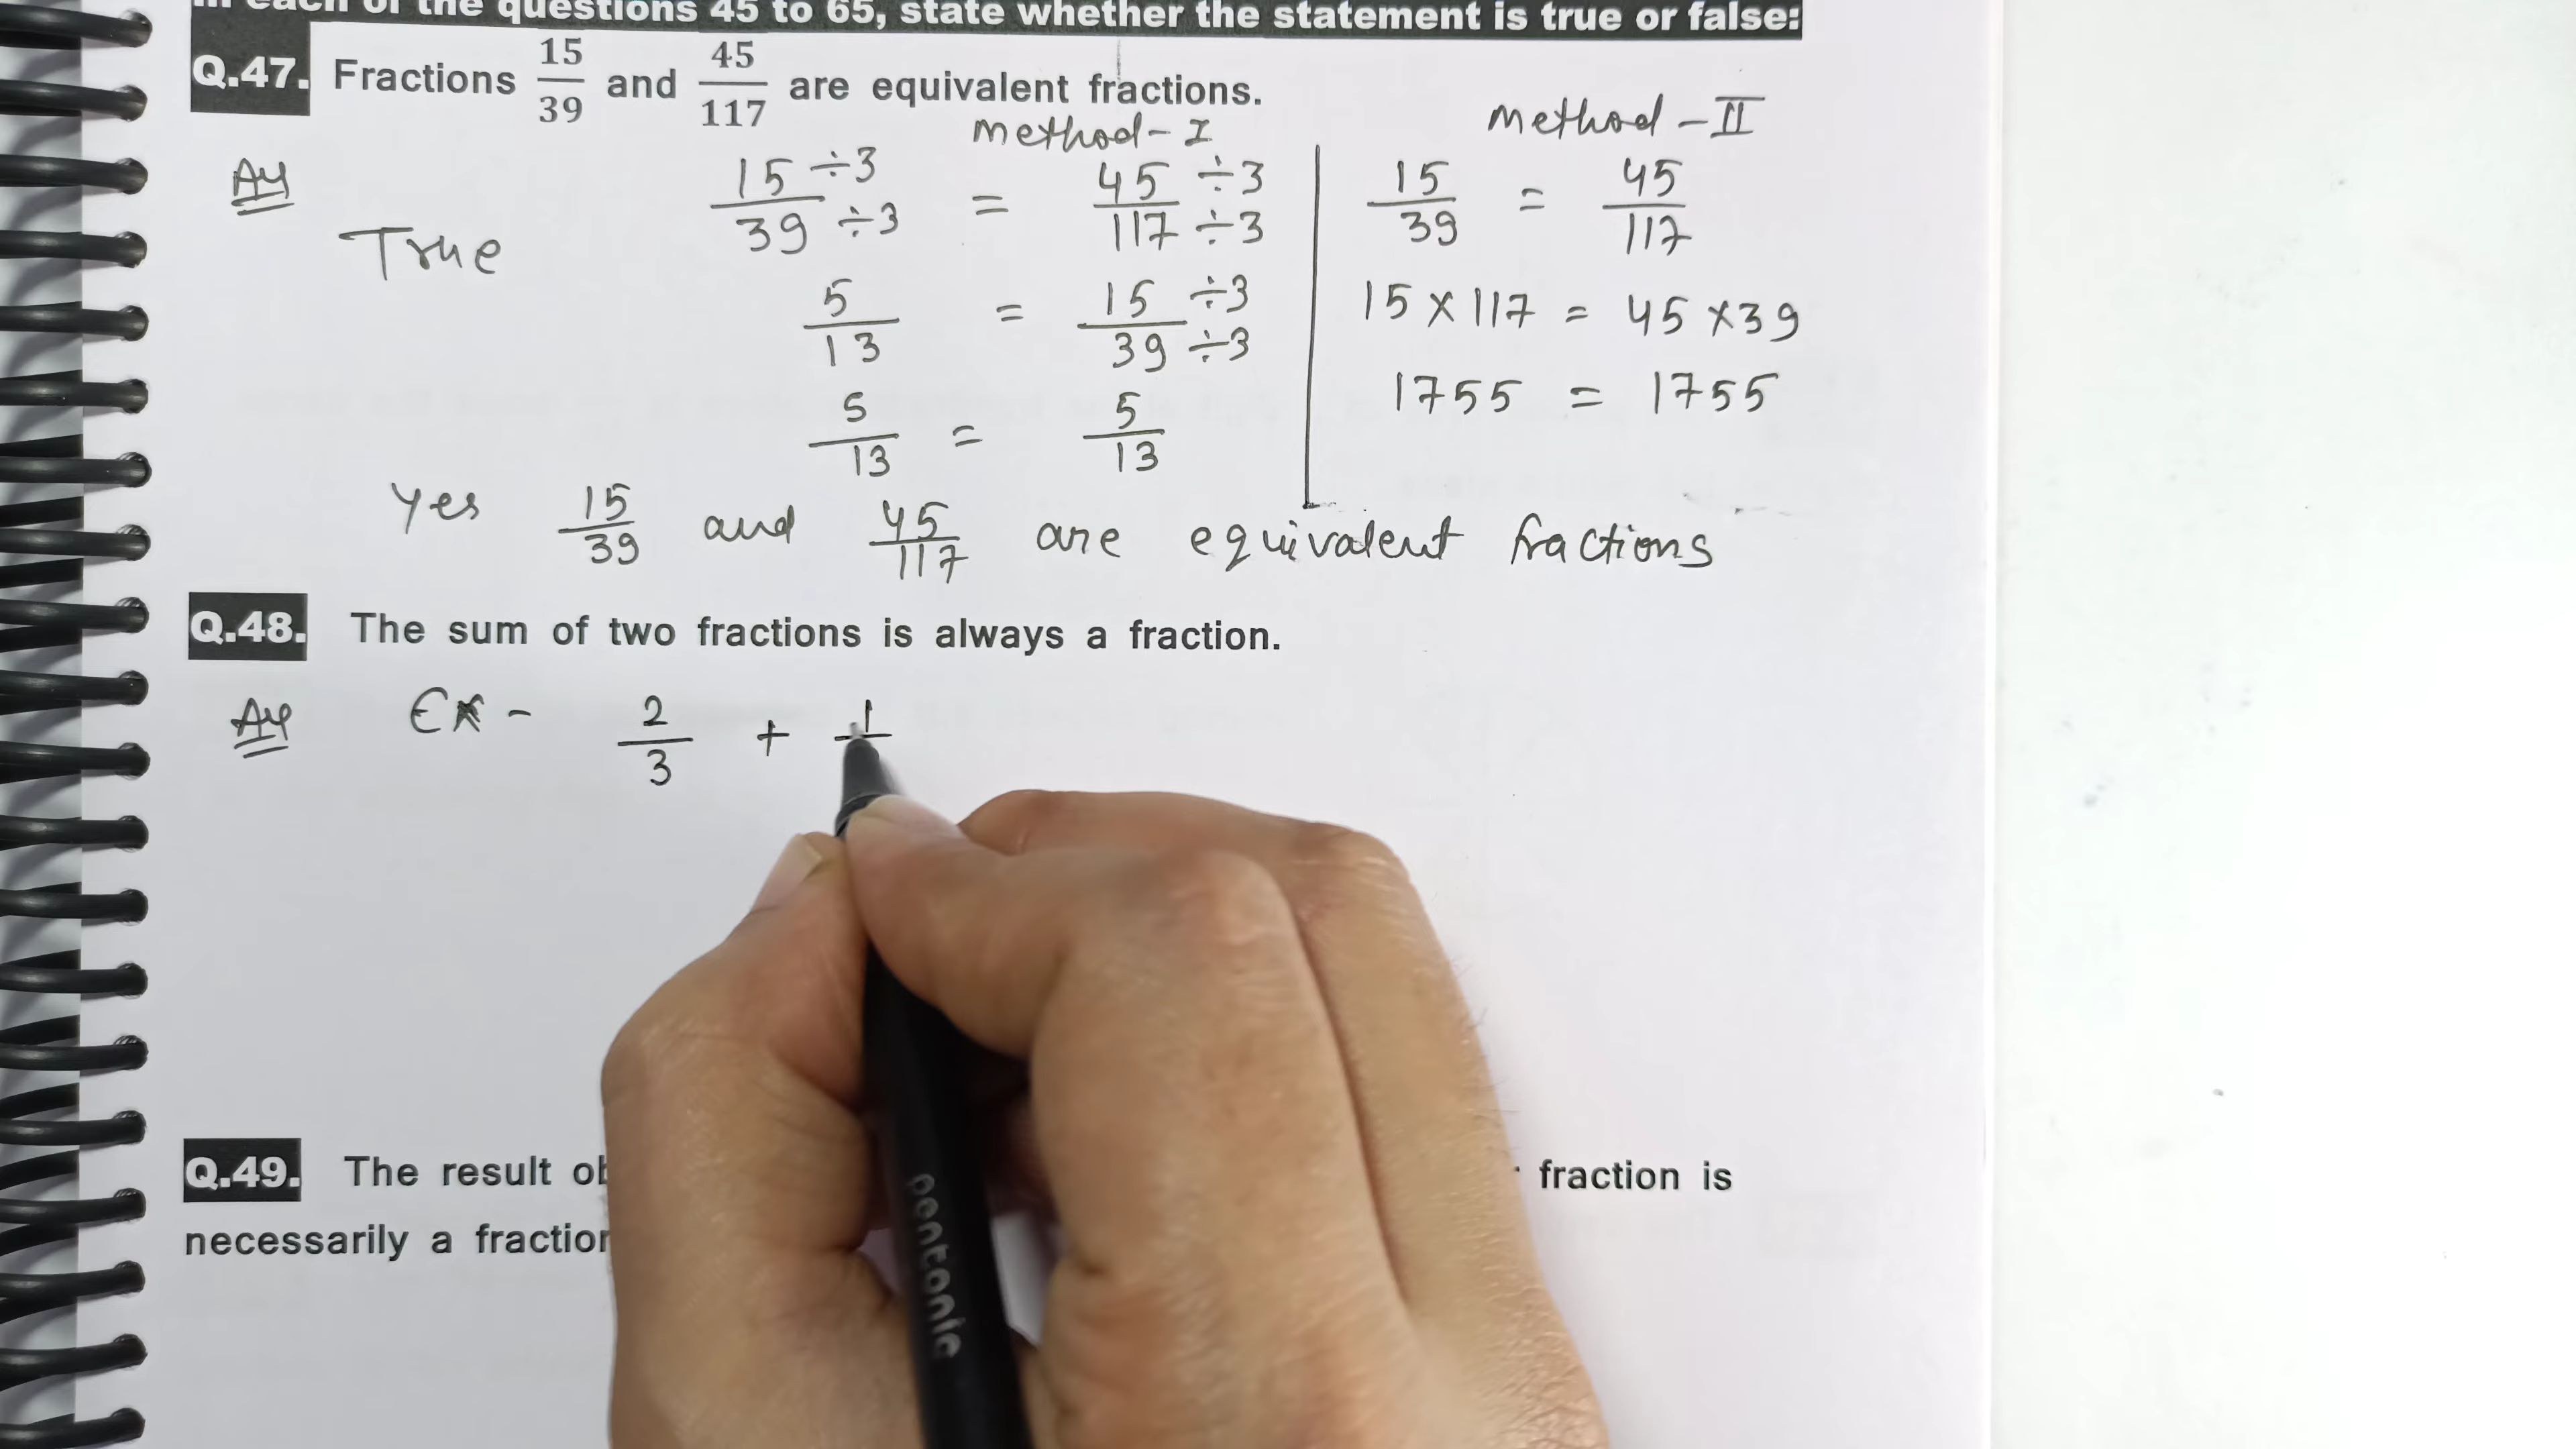 In each of the questions 45 to 65, state whether the statement is true or false:
Q.47. Fractions 15/39 and 45/117 are equivalent fractions.
method - I
method - II
15 ÷3 / 39 ÷3 = 45 ÷3 / 117 ÷3
15/39 = 45/117
True
5/13 = 15 ÷3 / 39 ÷3
15 × 117 = 45 × 39
5/13 = 5/13
1755 = 1755
Yes 15/39 and 45/117 are equivalent fractions
Q.48. The sum of two fractions is always a fraction.
Ex - 2/3 + 1
Q.49. The result fraction is
necessarily a
pentonic